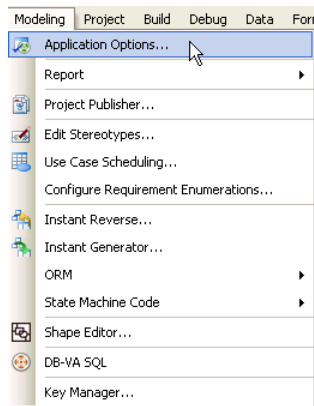 Modeling Project Build Debug Data For
Application Options...
Report
Project Publisher...
Edit Stereotypes...
Use Case Scheduling...
Configure Requirement Enumerations...
Instant Reverse...
Instant Generator...
ORM
State Machine Code
Shape Editor...
DB-VA SQL
Key Manager...